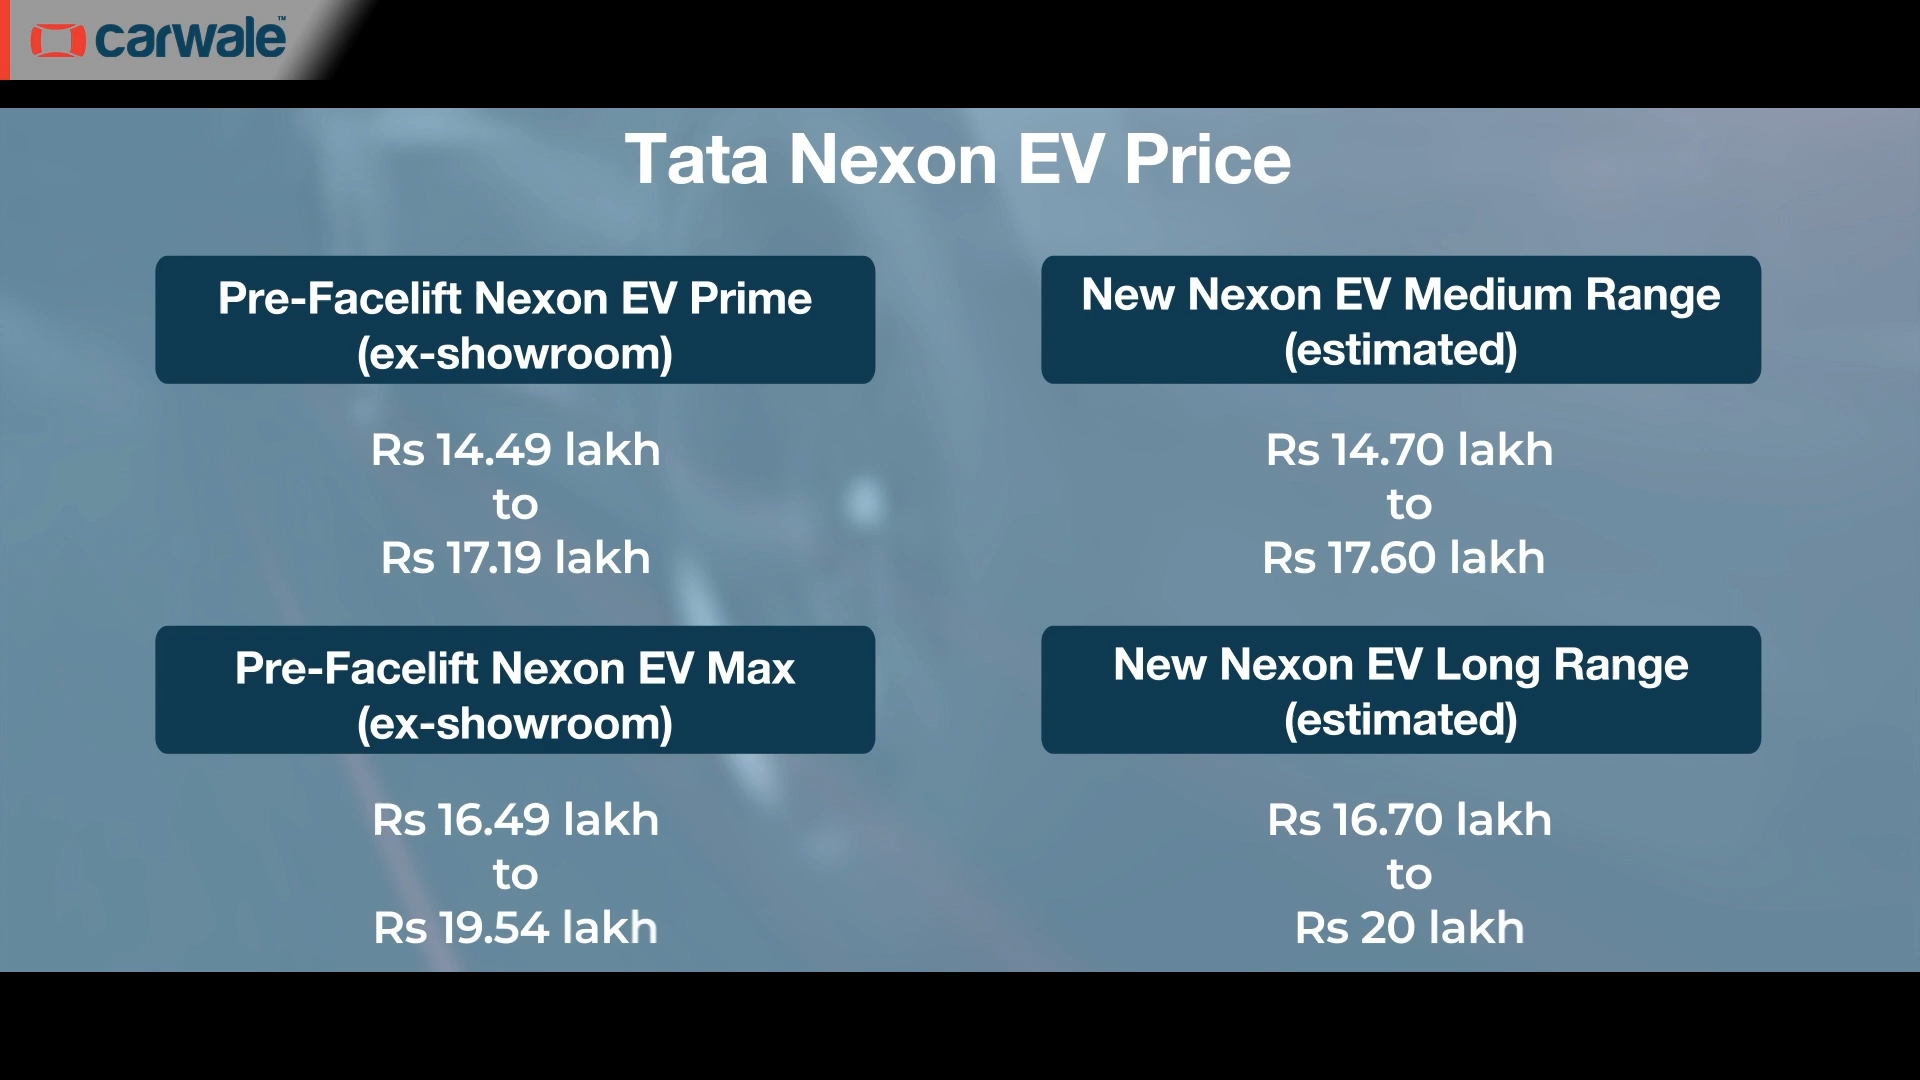 carwale™
Tata Nexon EV Price
Pre-Facelift Nexon EV Prime
(ex-showroom)
Rs 14.49 lakh
to
Rs 17.19 lakh
New Nexon EV Medium Range
(estimated)
Rs 14.70 lakh
to
Rs 17.60 lakh
Pre-Facelift Nexon EV Max
(ex-showroom)
Rs 16.49 lakh
to
Rs 19.54 lakh
New Nexon EV Long Range
(estimated)
Rs 16.70 lakh
to
Rs 20 lakh